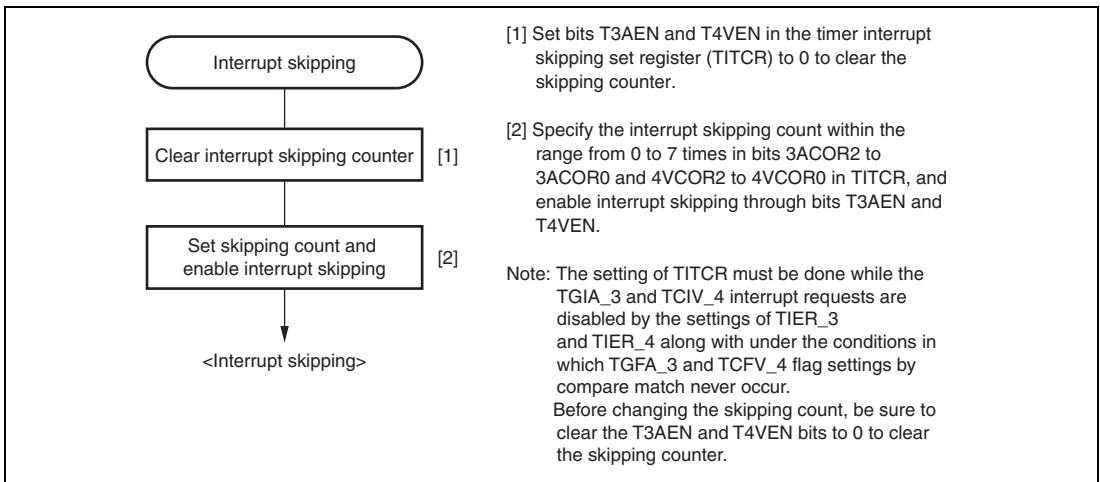 Interrupt skipping
Clear interrupt skipping counter
[1]
Set skipping count and
enable interrupt skipping
[2]
<Interrupt skipping>
[1] Set bits T3AEN and T4VEN in the timer interrupt
skipping set register (TITCR) to 0 to clear the
skipping counter.
[2] Specify the interrupt skipping count within the
range from 0 to 7 times in bits 3ACOR2 to
3ACOR0 and 4VCOR2 to 4VCOR0 in TITCR, and
enable interrupt skipping through bits T3AEN and
T4VEN.
Note: The setting of TITCR must be done while the
TGIA_3 and TCIV_4 interrupt requests are
disabled by the settings of TIER_3
and TIER_4 along with under the conditions in
which TGFA_3 and TCFV_4 flag settings by
compare match never occur.
Before changing the skipping count, be sure to
clear the T3AEN and T4VEN bits to 0 to clear
the skipping counter.